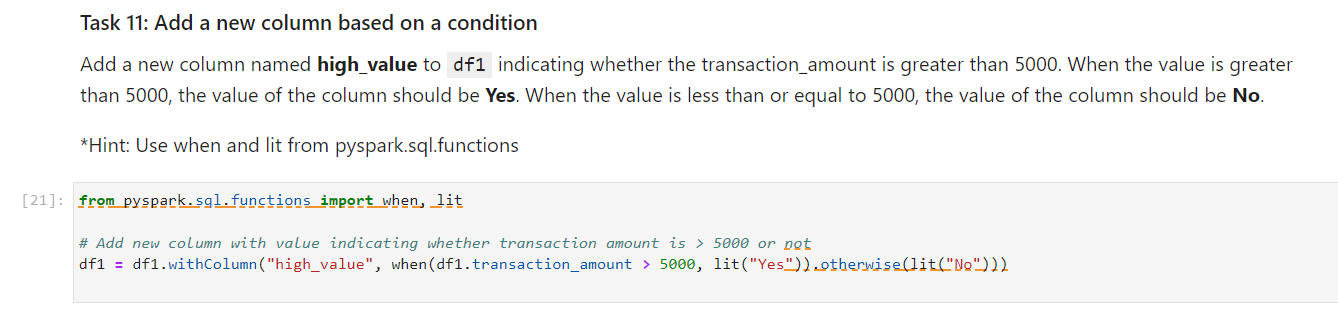 Task 11: Add a new column based on a condition
Add a new column named high_value to df1 indicating whether the transaction_amount is greater than 5000. When the value is greater
than 5000, the value of the column should be Yes. When the value is less than or equal to 5000, the value of the column should be No.
*Hint: Use when and lit from pyspark.sql.functions
[21]: from pyspark.sql.functions import when, lit
# Add new column with value indicating whether transaction amount is > 5000 or not
df1 = df1.withColumn("high_value", when(df1.transaction_amount > 5000, lit("Yes")).otherwise(lit("No")))